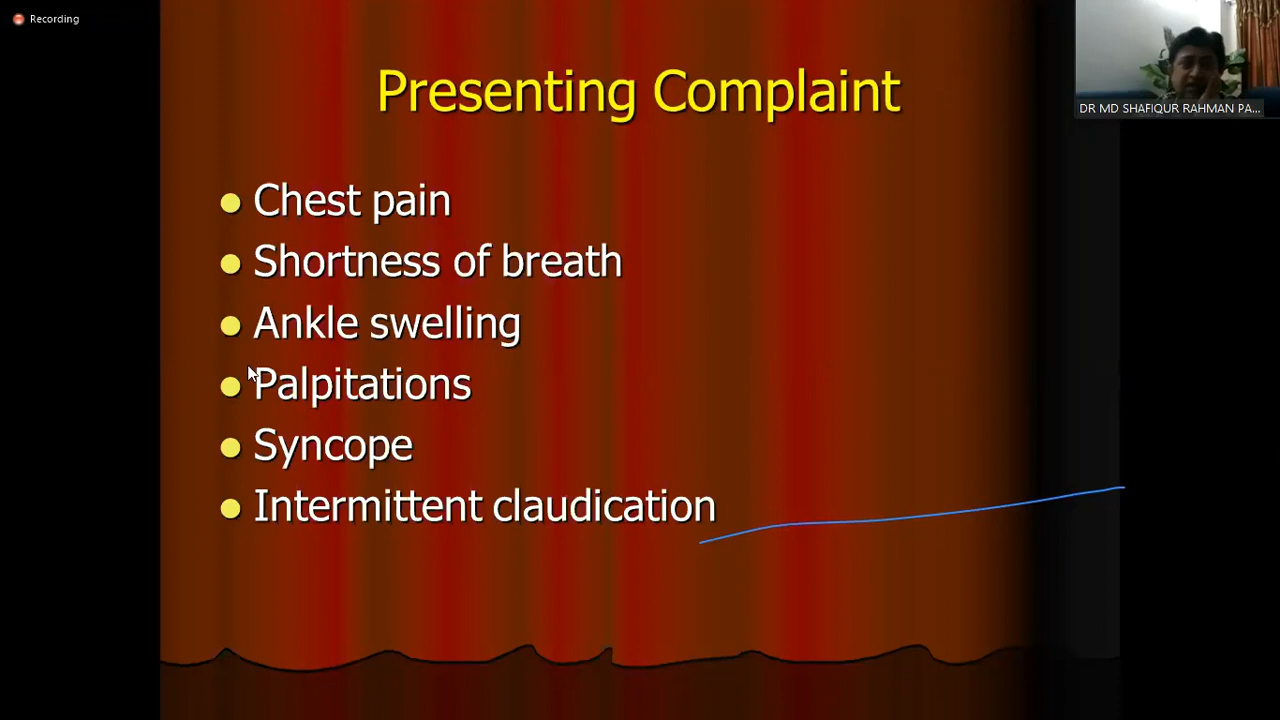 Recording
Presenting Complaint
DR MD SHAFIQUR RAHMAN PA...
Chest pain
Shortness of breath
Ankle swelling
Palpitations
Syncope
Intermittent claudication